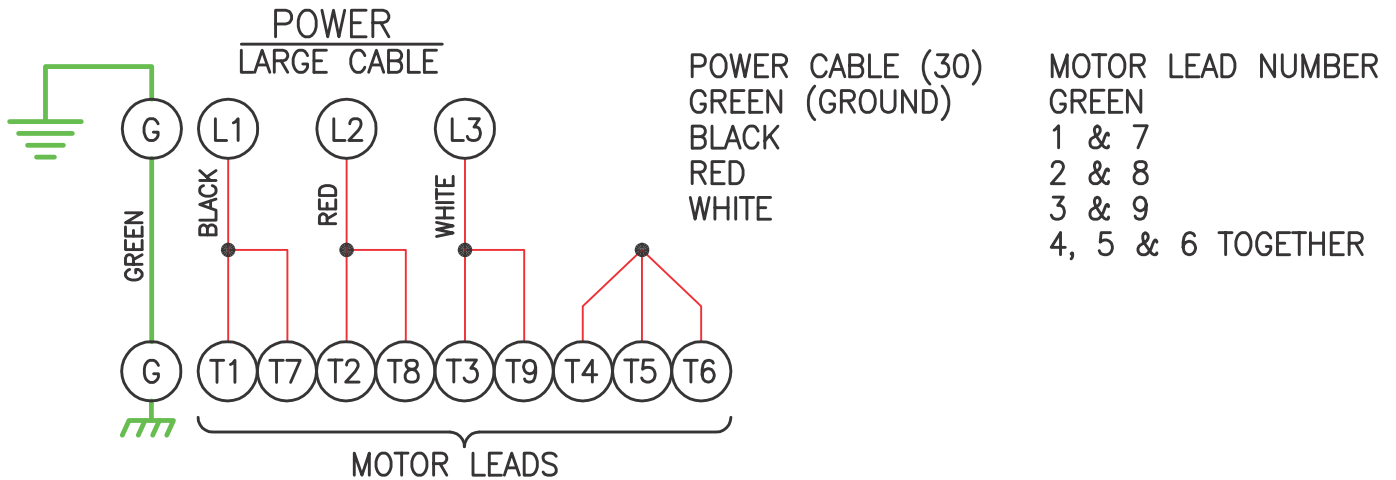 POWER
LARGE CABLE
POWER CABLE (30) MOTOR LEAD NUMBER
GREEN (GROUND) GREEN
BLACK 1 & 7
RED 2 & 8
WHITE 3 & 9
4, 5 & 6 TOGETHER
G L1 L2 L3
GREEN
BLACK
RED
WHITE
G T1 T7 T2 T8 T3 T9 T4 T5 T6
MOTOR LEADS